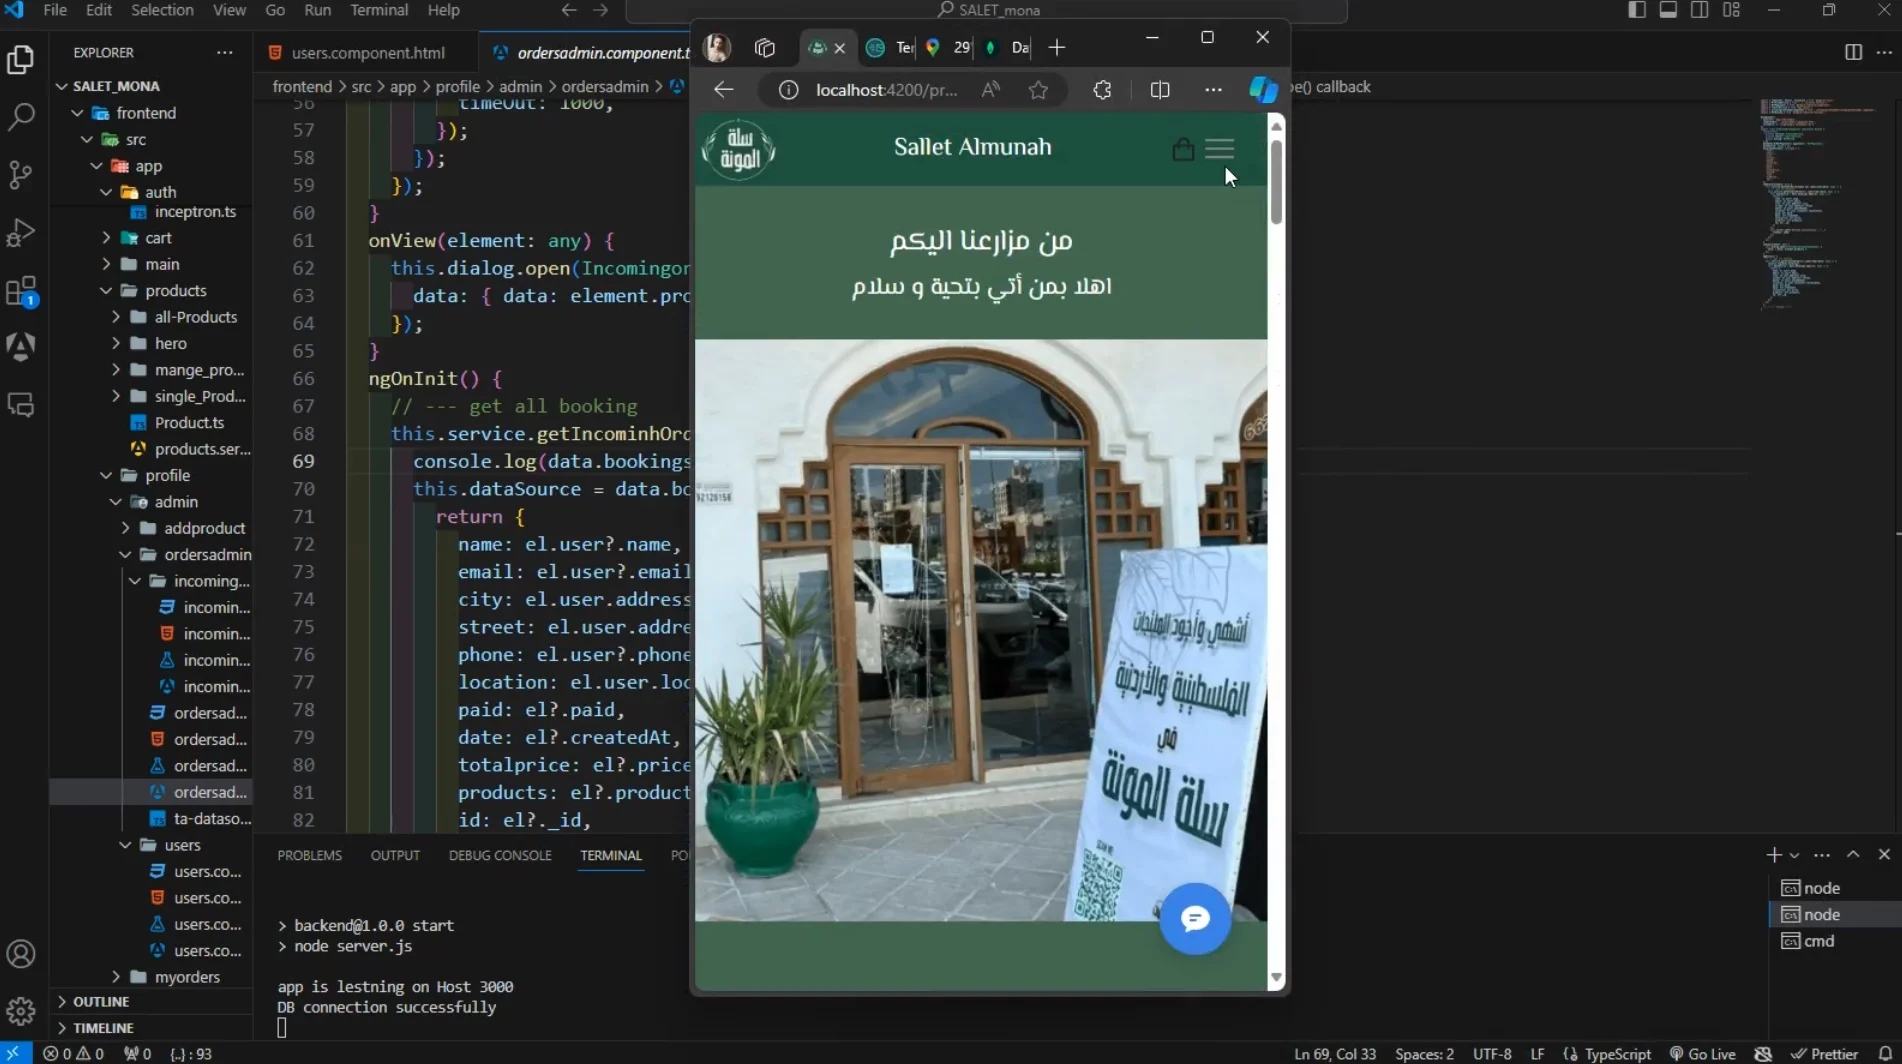 File Edit Selection View Go Run Terminal Help
SALET_mona
EXPLORER
SALET_MONA
frontend
src
app
auth
inceptron.ts
cart
main
products
all-Products
hero
mange_pro...
single_Prod...
Product.ts
products.ser...
profile
admin
addproduct
ordersadmin
incoming...
incomin...
incomin...
incomin...
incomin...
ordersad...
ordersad...
ordersad...
ordersad...
ta-dataso...
users
users.co...
users.co...
users.co...
users.co...
myorders
OUTLINE
TIMELINE
1
users.component.html
ordersadmin.component.t
frontend > src > app > profile > admin > ordersadmin >
pe() callback
56 timeOut: 1000,
57 });
58 });
59 });
60 }
61 onView(element: any) {
62 this.dialog.open(Incomingor
63 data: { data: element.pro
64 });
65 }
66 ngOnInit() {
67 // --- get all booking
68 this.service.getIncominhOrd
69 console.log(data.bookings
70 this.dataSource = data.bo
71 return {
72 name: el.user?.name,
73 email: el.user?.email
74 city: el.user.address
75 street: el.user.addre
76 phone: el.user?.phone
77 location: el.user.loc
78 paid: el?.paid,
79 date: el?.createdAt,
80 totalprice: el?.price
81 products: el?.product
82 id: el?._id,
Ter
29°
Da
localhost:4200/pr...
سلة
المونة
Sallet Almunah
من مزارعنا اليكم
اهلا بمن أتي بتحية و سلام
92128158
662
أشهي وأجود المنتجات
الفلسطينية والأردنية
في
سلة المونة
SCAN ME
PROBLEMS OUTPUT DEBUG CONSOLE TERMINAL PO
> backend@1.0.0 start
> node server.js
app is lestning on Host 3000
DB connection successfully
node
node
cmd
0 0 0 {..} : 93
Ln 69, Col 33 Spaces: 2 UTF-8 LF TypeScript Go Live Prettier